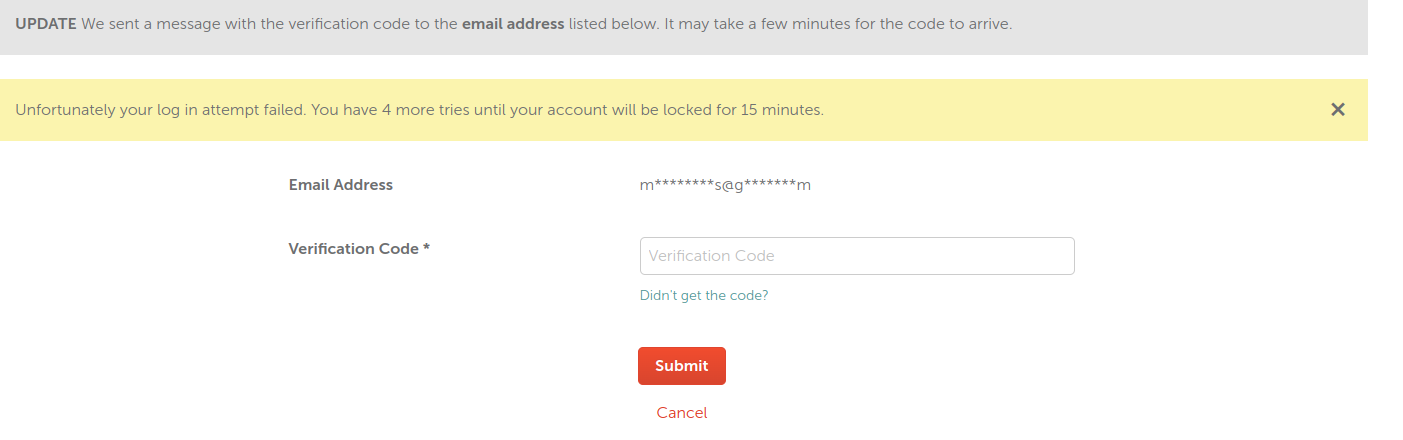 UPDATE We sent a message with the verification code to the email address listed below. It may take a few minutes for the code to arrive.
Unfortunately your log in attempt failed. You have 4 more tries until your account will be locked for 15 minutes.
Email Address m********s@g*******m
Verification Code * Verification Code
Didn't get the code?
Submit
Cancel